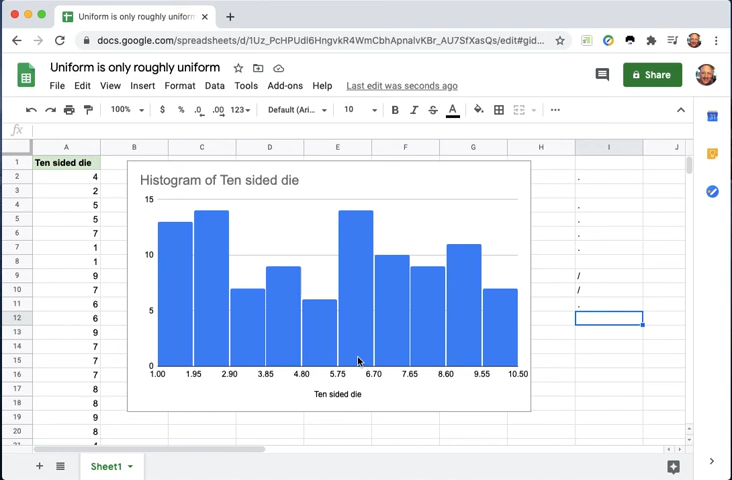 Uniform is only roughly uniform
docs.google.com/spreadsheets/d/1Uz_PcHPUdl6HngvkR4WmCbhApnalvKBr_AU7SfXasQs/edit#gid...
Uniform is only roughly uniform
File Edit View Insert Format Data Tools Add-ons Help Last edit was seconds ago
Share
100% $ % .0 .00 123 Default (Ari... 10 B I S A
fx
A B C D E F G H I J
1 Ten sided die
2 4 .
3 2
4 5 .
5 5 .
6 7 .
7 1 .
8 1
9 9 /
10 7 /
11 6 .
12 6
13 9
14 7
15 7
16 7
17 8
18 8
19 9
20 8
Histogram of Ten sided die
15
10
5
0
1.00 1.95 2.90 3.85 4.80 5.75 6.70 7.65 8.60 9.55 10.50
Ten sided die
Sheet1